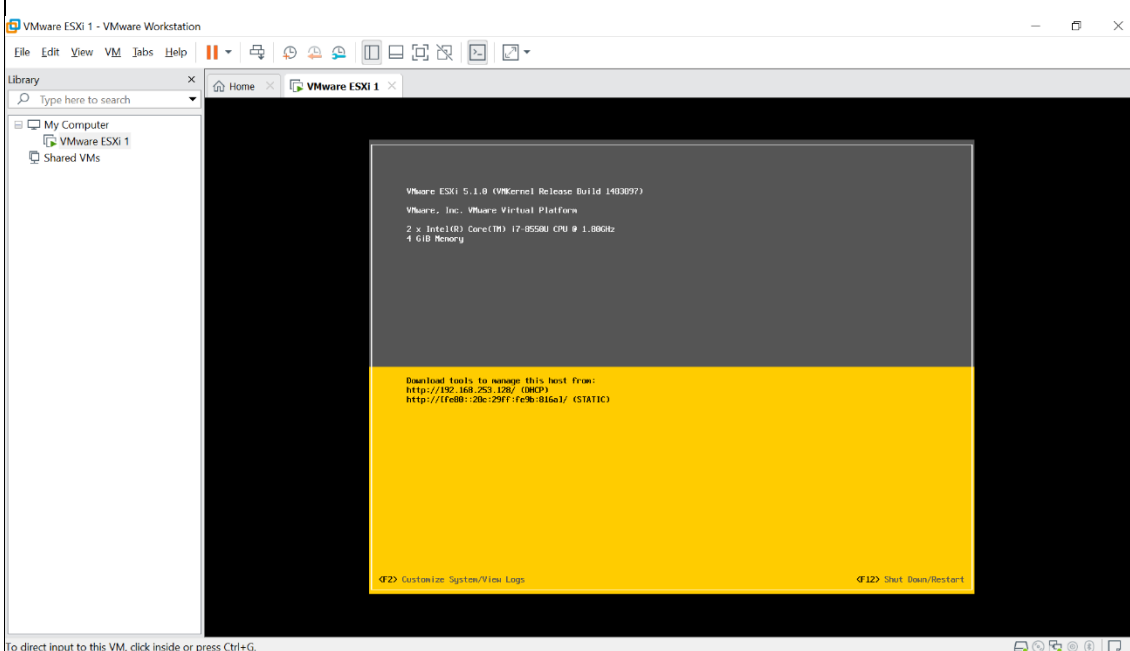 VMware ESXi 1 - VMware Workstation
File Edit View VM Tabs Help
Library
Type here to search
My Computer
VMware ESXi 1
Shared VMs
Home
VMware ESXi 1
VMware ESXi 5.1.0 (VMKernel Release Build 1483097)
VMware, Inc. VMware Virtual Platform
2 x Intel(R) Core(TM) i7-8550U CPU @ 1.80GHz
4 GiB Memory
Download tools to manage this host from:
http://192.168.253.128/ (DHCP)
http://[fe80::20c:29ff:fe9b:816a]/ (STATIC)
<F2> Customize System/View Logs
<F12> Shut Down/Restart
To direct input to this VM, click inside or press Ctrl+G.